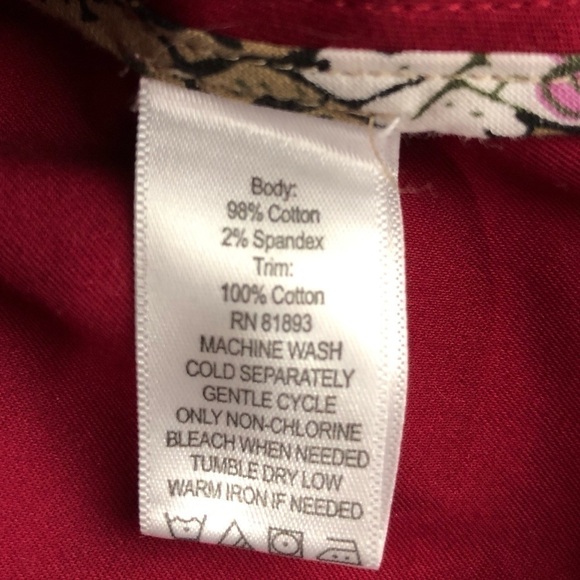 Body:
98% Cotton
2% Spandex
Trim:
100% Cotton
RN 81893
MACHINE WASH
COLD SEPARATELY
GENTLE CYCLE
ONLY NON-CHLORINE
BLEACH WHEN NEEDED
TUMBLE DRY LOW
WARM IRON IF NEEDED